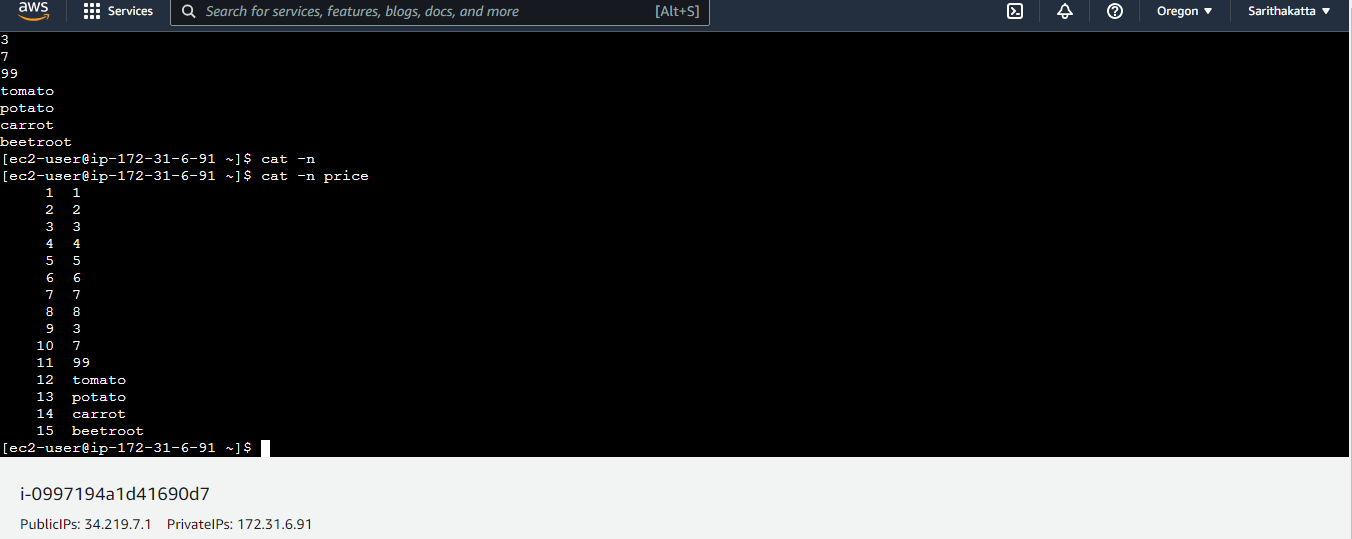 aws Services Search for services, features, blogs, docs, and more [Alt+S] Oregon Sarithakatta
3
7
99
tomato
potato
carrot
beetroot
[ec2-user@ip-172-31-6-91 ~]$ cat -n
[ec2-user@ip-172-31-6-91 ~]$ cat -n price
1 1
2 2
3 3
4 4
5 5
6 6
7 7
8 8
9 3
10 7
11 99
12 tomato
13 potato
14 carrot
15 beetroot
[ec2-user@ip-172-31-6-91 ~]$
i-0997194a1d41690d7
PublicIPs: 34.219.7.1 PrivateIPs: 172.31.6.91